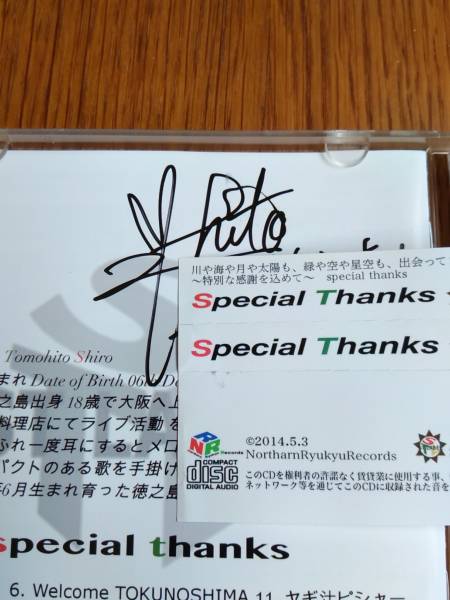 川や海や月や太陽も、緑や空や星空も、出会って
～特別な感謝を込めて～ special thanks
Special Thanks
Special Thanks
Tomohito Shiro
まれ Date of Birth 06th
之島出身 18歳で大阪へ
料理店にてライブ活動
ふれ一度耳にするとメロ
パクトのある歌を手掛け
年6月生まれ育った徳之島
NRR Records
COMPACT
disc
DIGITAL AUDIO
©2014.5.3
NortharnRyukyuRecords
このCDを権利者の許諾なく賃貸業に使用する事、
ネットワーク等を通じてこのCDに収録された音を
special thanks
6. Welcome TOKUNOSHIMA 11. ヤギ汁ピシャー